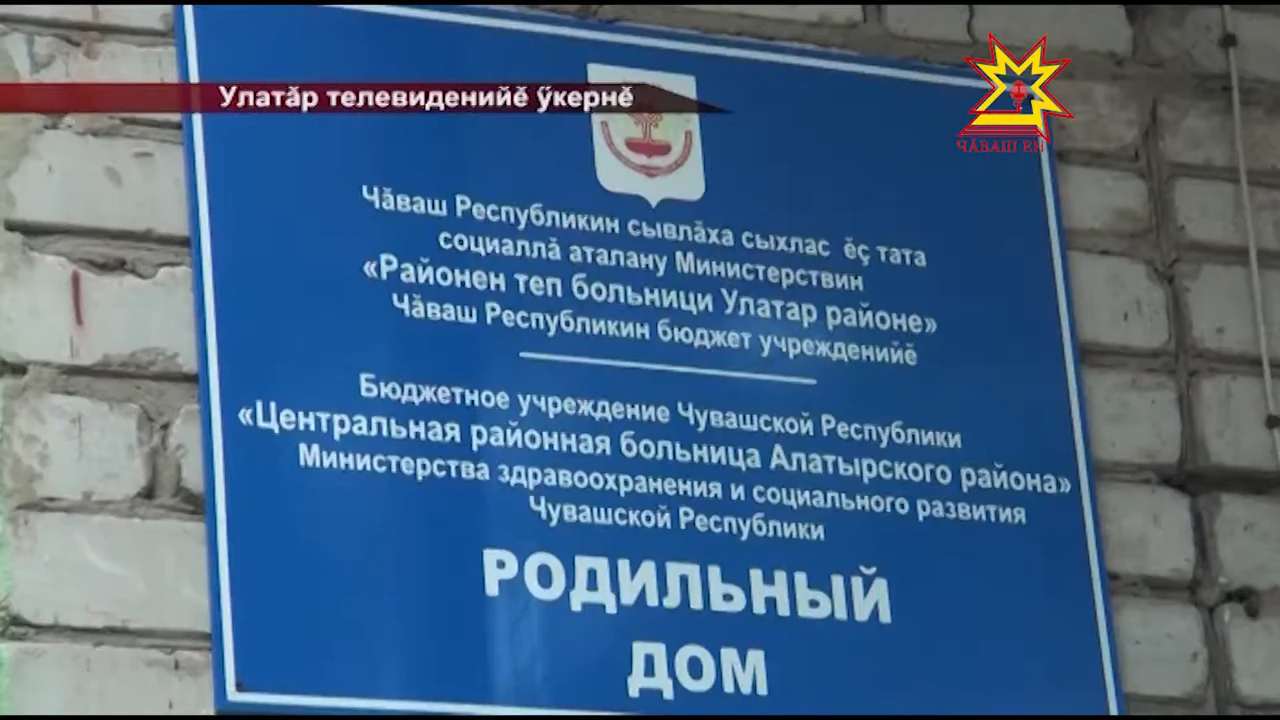 Улатӑр телевиденийӗ ӳкернӗ
ЧӐВАШ ЕН
Чӑваш Республикин сывлӑха сыхлас ӗҫ тата
социаллӑ аталану Министерствин
«Районен теп больници Улатар районе»
Чӑваш Республикин бюджет учрежденийӗ
Бюджетное учреждение Чувашской Республики
«Центральная районная больница Алатырского района»
Министерства здравоохранения и социального развития
Чувашской Республики
РОДИЛЬНЫЙ
ДОМ